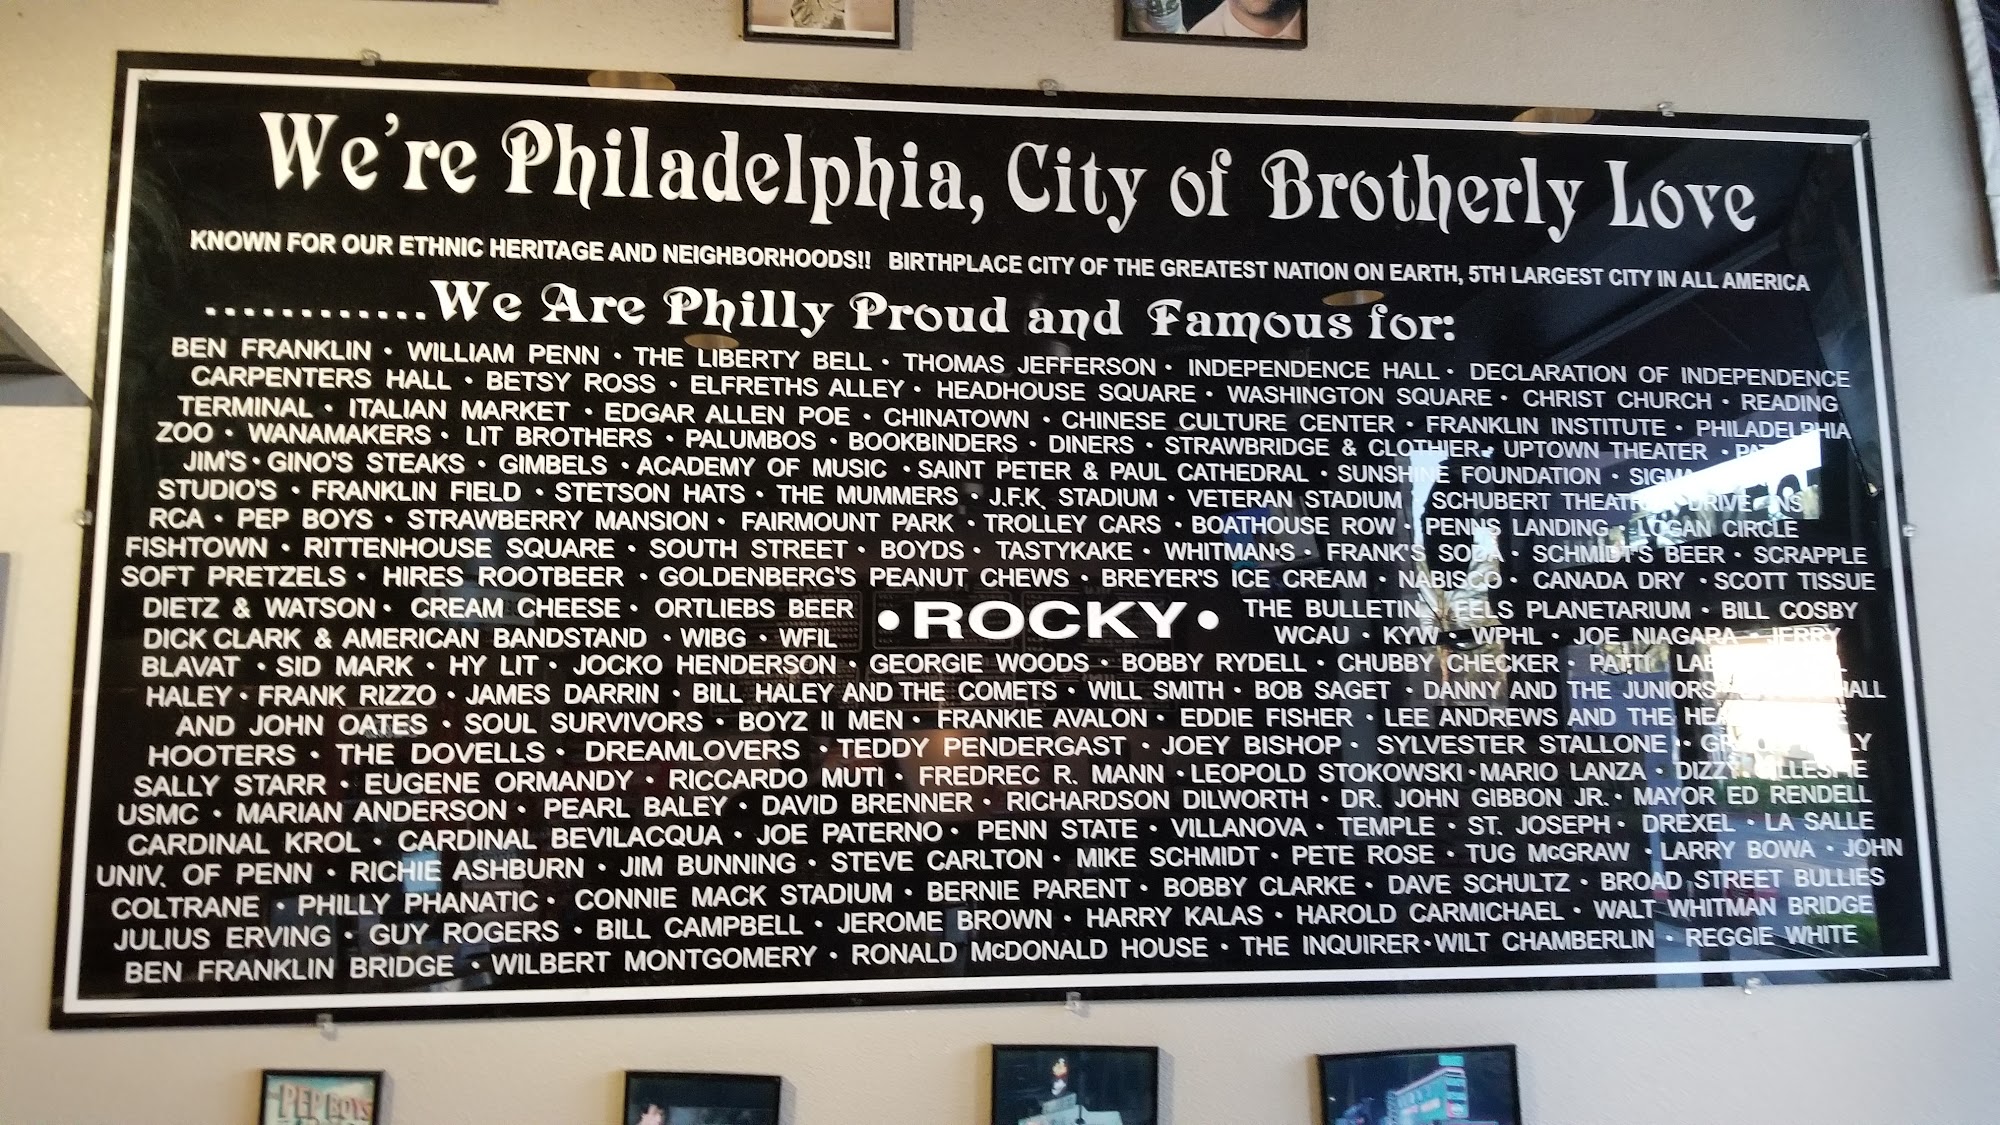 We're Philadelphia, City of Brotherly Love
KNOWN FOR OUR ETHNIC HERITAGE AND NEIGHBORHOODS!! BIRTHPLACE CITY OF THE GREATEST NATION ON EARTH, 5TH LARGEST CITY IN ALL AMERICA
............We Are Philly Proud and Famous for:
BEN FRANKLIN • WILLIAM PENN • THE LIBERTY BELL • THOMAS JEFFERSON • INDEPENDENCE HALL • DECLARATION OF INDEPENDENCE
CARPENTERS HALL • BETSY ROSS • ELFRETHS ALLEY • HEADHOUSE SQUARE • WASHINGTON SQUARE • CHRIST CHURCH • READING
TERMINAL • ITALIAN MARKET • EDGAR ALLEN POE • CHINATOWN • CHINESE CULTURE CENTER • FRANKLIN INSTITUTE • PHILADELPHIA
ZOO • WANAMAKERS • LIT BROTHERS • PALUMBOS • BOOKBINDERS • DINERS • STRAWBRIDGE & CLOTHIER • UPTOWN THEATER •
JIM'S • GINO'S STEAKS • GIMBELS • ACADEMY OF MUSIC • SAINT PETER & PAUL CATHEDRAL • SUNSHINE FOUNDATION • SIGMA
STUDIO'S • FRANKLIN FIELD • STETSON HATS • THE MUMMERS • J.F.K. STADIUM • VETERAN STADIUM • SCHUBERT THEATRE • DRIVE INS
RCA • PEP BOYS • STRAWBERRY MANSION • FAIRMOUNT PARK • TROLLEY CARS • BOATHOUSE ROW • PENNS LANDING • LOGAN CIRCLE
FISHTOWN • RITTENHOUSE SQUARE • SOUTH STREET • BOYDS • TASTYKAKE • WHITMAN'S • FRANK'S SODA • SCHMIDT'S BEER • SCRAPPLE
SOFT PRETZELS • HIRES ROOTBEER • GOLDENBERG'S PEANUT CHEWS • BREYER'S ICE CREAM • NABISCO • CANADA DRY • SCOTT TISSUE
DIETZ & WATSON • CREAM CHEESE • ORTLIEBS BEER • ROCKY • THE BULLETIN • FELS PLANETARIUM • BILL COSBY
DICK CLARK & AMERICAN BANDSTAND • WIBG • WFIL WCAU • KYW • WPHL • JOE NIAGARA • JERRY
BLAVAT • SID MARK • HY LIT • JOCKO HENDERSON • GEORGIE WOODS • BOBBY RYDELL • CHUBBY CHECKER • PATTI
HALEY • FRANK RIZZO • JAMES DARRIN • BILL HALEY AND THE COMETS • WILL SMITH • BOB SAGET • DANNY AND THE JUNIORS HALL
AND JOHN OATES • SOUL SURVIVORS • BOYZ II MEN • FRANKIE AVALON • EDDIE FISHER • LEE ANDREWS AND THE
HOOTERS • THE DOVELLS • DREAMLOVERS • TEDDY PENDERGAST • JOEY BISHOP • SYLVESTER STALLONE •
SALLY STARR • EUGENE ORMANDY • RICCARDO MUTI • FREDREC R. MANN • LEOPOLD STOKOWSKI • MARIO LANZA • DIZZY GILLESPIE
USMC • MARIAN ANDERSON • PEARL BALEY • DAVID BRENNER • RICHARDSON DILWORTH • DR. JOHN GIBBON JR. • MAYOR ED RENDELL
CARDINAL KROL • CARDINAL BEVILACQUA • JOE PATERNO • PENN STATE • VILLANOVA • TEMPLE • ST. JOSEPH • DREXEL • LA SALLE
UNIV. OF PENN • RICHIE ASHBURN • JIM BUNNING • STEVE CARLTON • MIKE SCHMIDT • PETE ROSE • TUG McGRAW • LARRY BOWA • JOHN
COLTRANE • PHILLY PHANATIC • CONNIE MACK STADIUM • BERNIE PARENT • BOBBY CLARKE • DAVE SCHULTZ • BROAD STREET BULLIES
JULIUS ERVING • GUY ROGERS • BILL CAMPBELL • JEROME BROWN • HARRY KALAS • HAROLD CARMICHAEL • WALT WHITMAN BRIDGE
BEN FRANKLIN BRIDGE • WILBERT MONTGOMERY • RONALD McDONALD HOUSE • THE INQUIRER • WILT CHAMBERLIN • REGGIE WHITE
PEP BOYS